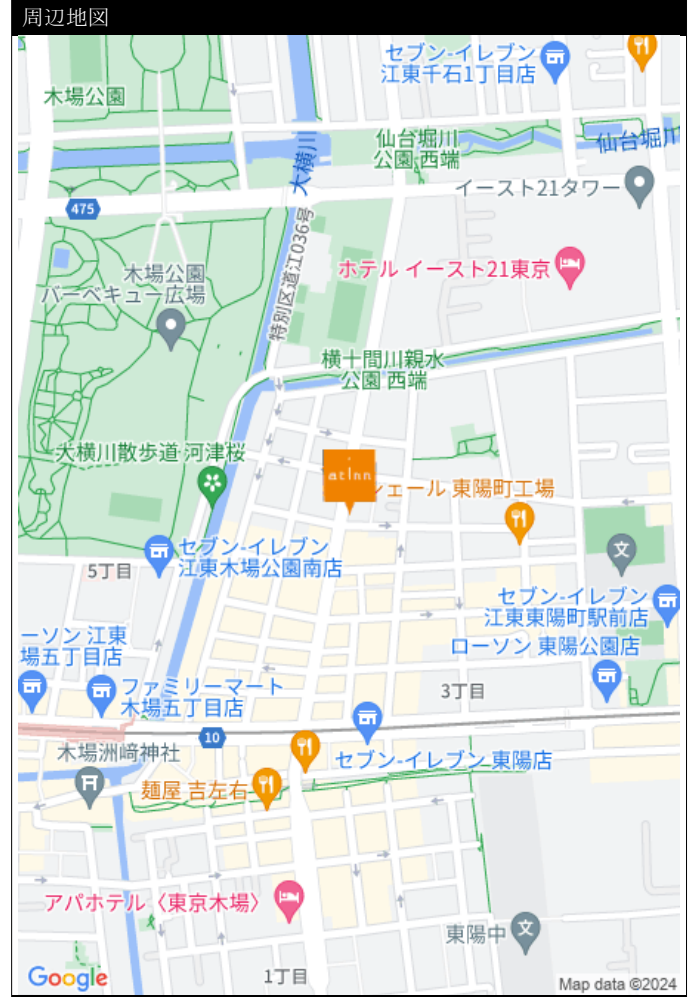 周辺地図
セブン-イレブン
江東千石1丁目店
木場公園
大横川
仙台堀川
公園 西端
仙台堀川
475
イースト21タワー
特別区道江036号
木場公園
バーベキュー広場
ホテル イースト21東京
横十間川親水
公園 西端
大横川散歩道 河津桜
atinn
シェール 東陽町工場
文
セブン-イレブン
江東木場公園南店
5丁目
セブン-イレブン
江東東陽町駅前店
ーソン 江東
場五丁目店
ローソン 東陽公園店
ファミリーマート
木場五丁目店
3丁目
10
木場洲﨑神社
セブン-イレブン 東陽店
麺屋 吉左右
アパホテル〈東京木場〉
東陽中
文
1丁目
Google
Map data ©2024